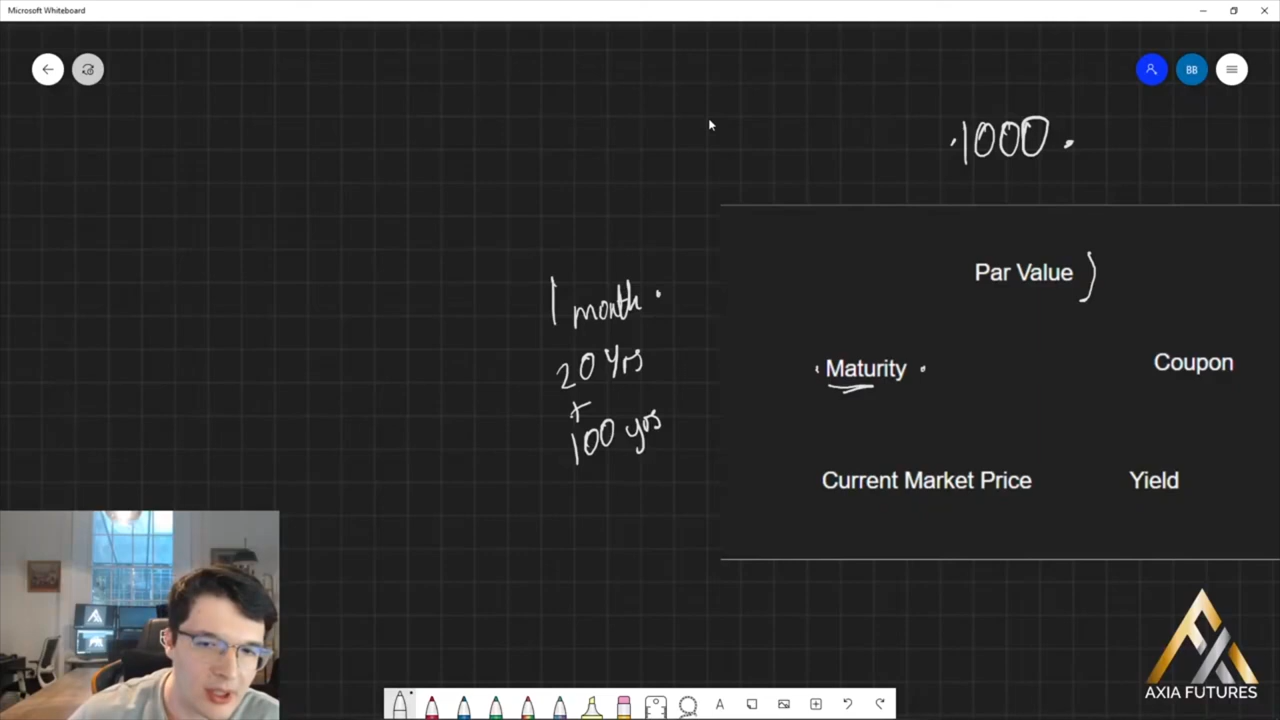 Microsoft Whiteboard
BB
1000
Par Value
1 month
Maturity
Coupon
20 Yrs
+
100 yrs
Current Market Price
Yield
A
AXIA FUTURES